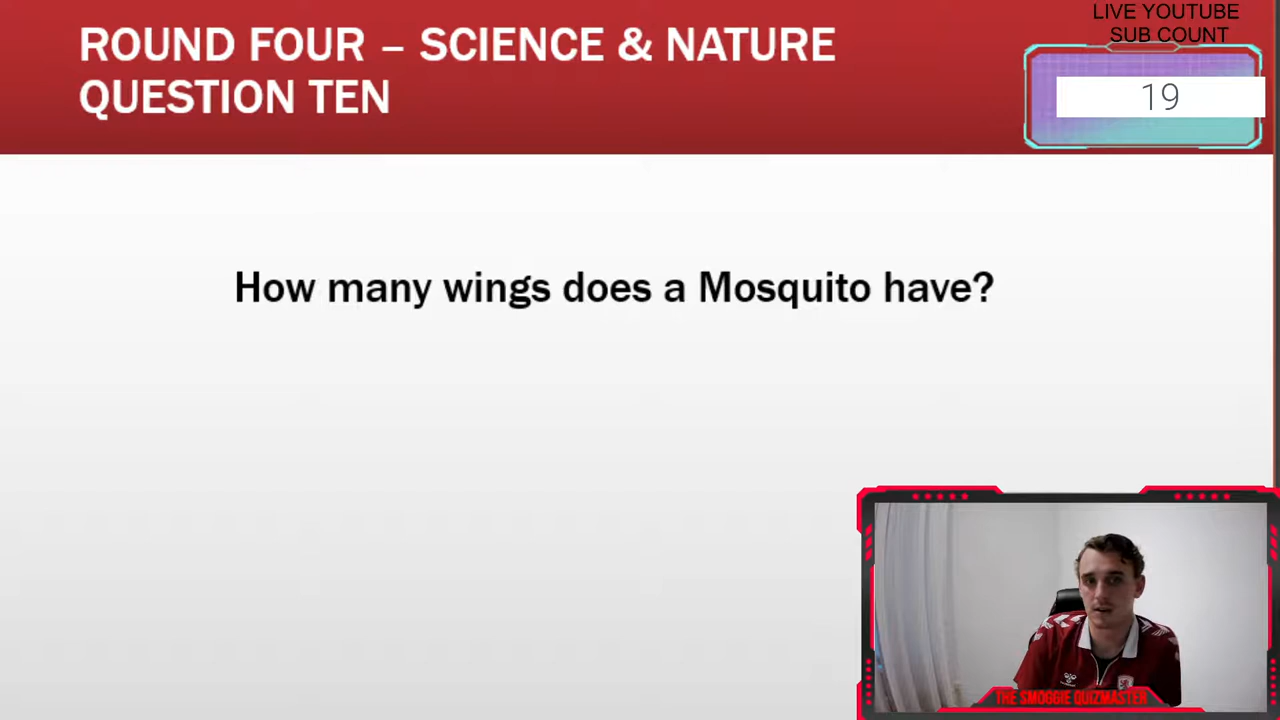 ROUND FOUR – SCIENCE & NATURE
QUESTION TEN
LIVE YOUTUBE
SUB COUNT
19
How many wings does a Mosquito have?
THE SMOGGIE QUIZMASTER